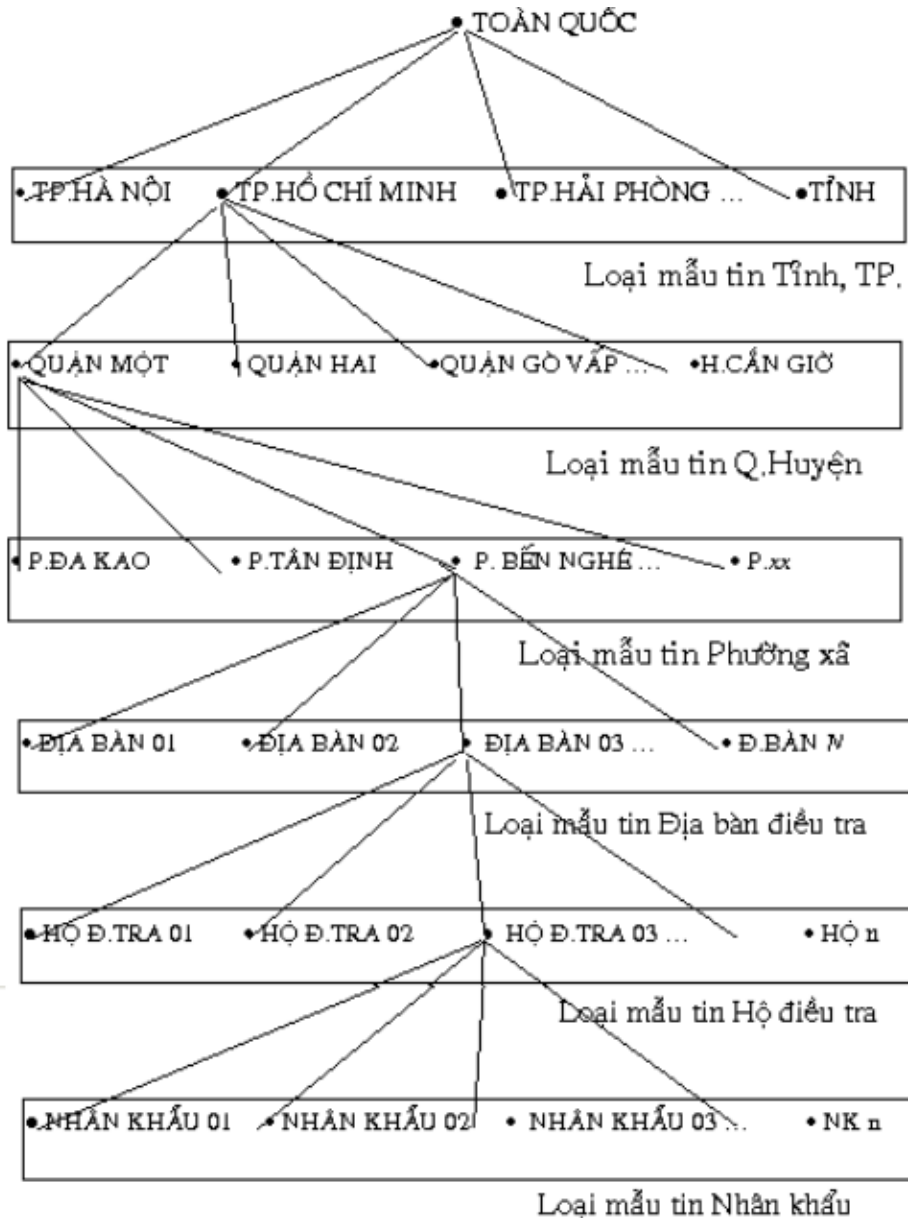 • TOÀN QUỐC
• TP.HÀ NỘI • TP.HỒ CHÍ MINH • TP.HẢI PHÒNG ... • TỈNH
Loại mẫu tin Tỉnh, TP.
• QUẬN MỘT • QUẬN HAI • QUẬN GÒ VẤP ... • H.CẦN GIỜ
Loại mẫu tin Q.Huyện
• P.ĐA KAO • P.TÂN ĐỊNH • P. BẾN NGHÉ ... • P.xx
Loại mẫu tin Phường xã
• ĐỊA BÀN 01 • ĐỊA BÀN 02 • ĐỊA BÀN 03 ... • Đ.BÀN N
Loại mẫu tin Địa bàn điều tra
• HỘ Đ.TRA 01 • HỘ Đ.TRA 02 • HỘ Đ.TRA 03 ... • HỘ n
Loại mẫu tin Hộ điều tra
• NHÂN KHẨU 01 • NHÂN KHẨU 02 • NHÂN KHẨU 03 ... • NK n
Loại mẫu tin Nhân khẩu